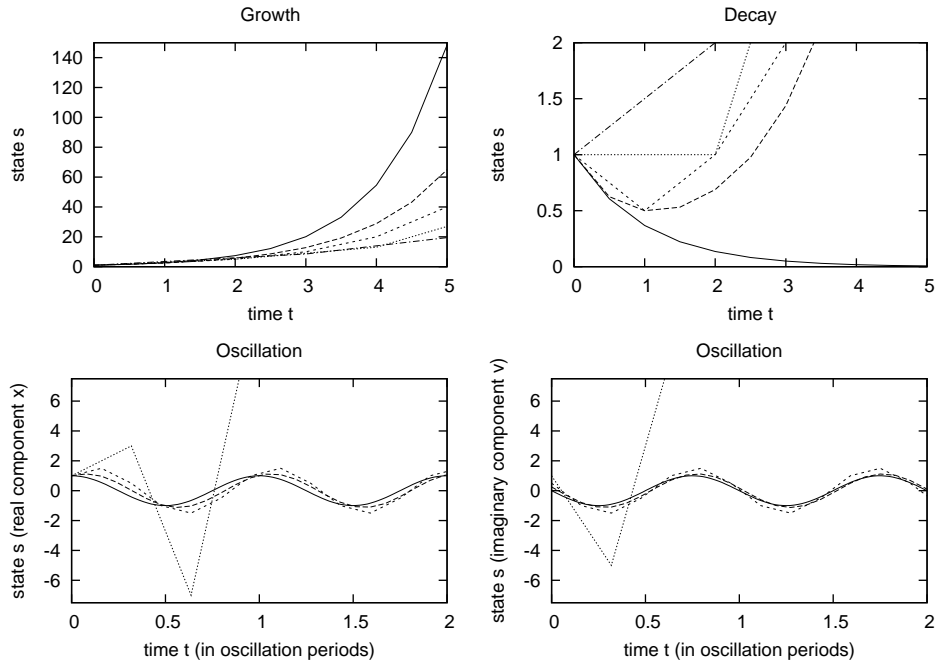 Growth
140
120
100
80
60
40
20
0
state s
0 1 2 3 4 5
time t
Decay
2
1.5
1
0.5
0
state s
0 1 2 3 4 5
time t
Oscillation
6
4
2
0
-2
-4
-6
state s (real component x)
0 0.5 1 1.5 2
time t (in oscillation periods)
Oscillation
6
4
2
0
-2
-4
-6
state s (imaginary component v)
0 0.5 1 1.5 2
time t (in oscillation periods)